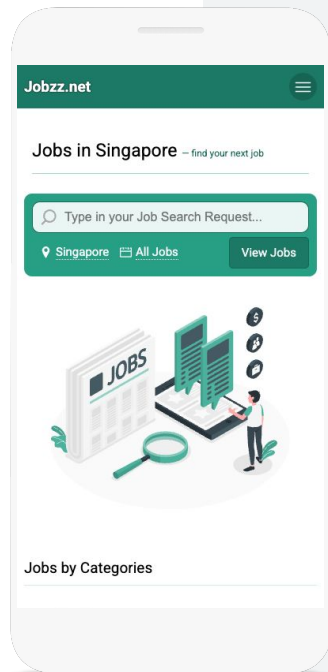 Jobzz.net
Jobs in Singapore – find your next job
Type in your Job Search Request...
Singapore All Jobs View Jobs
JOBS
$
Jobs by Categories